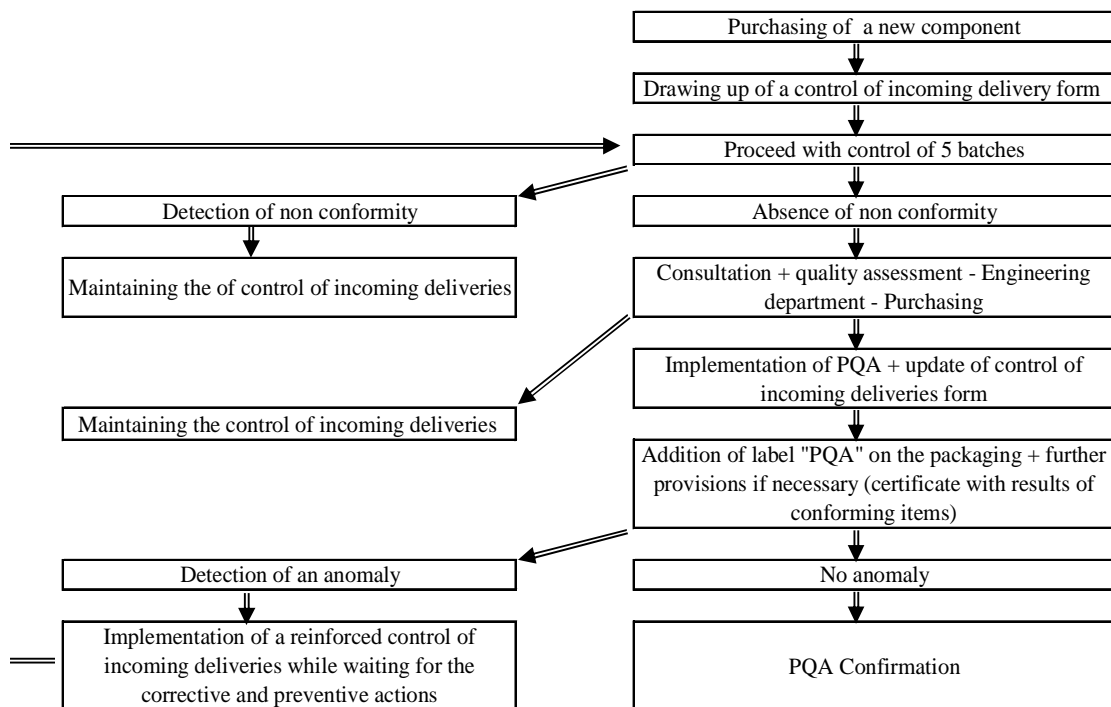 Purchasing of a new component
Drawing up of a control of incoming delivery form
Proceed with control of 5 batches
Detection of non conformity
Absence of non conformity
Maintaining the of control of incoming deliveries
Consultation + quality assessment - Engineering
department - Purchasing
Implementation of PQA + update of control of
incoming deliveries form
Maintaining the control of incoming deliveries
Addition of label "PQA" on the packaging + further
provisions if necessary (certificate with results of
conforming items)
Detection of an anomaly
No anomaly
Implementation of a reinforced control of
incoming deliveries while waiting for the
corrective and preventive actions
PQA Confirmation